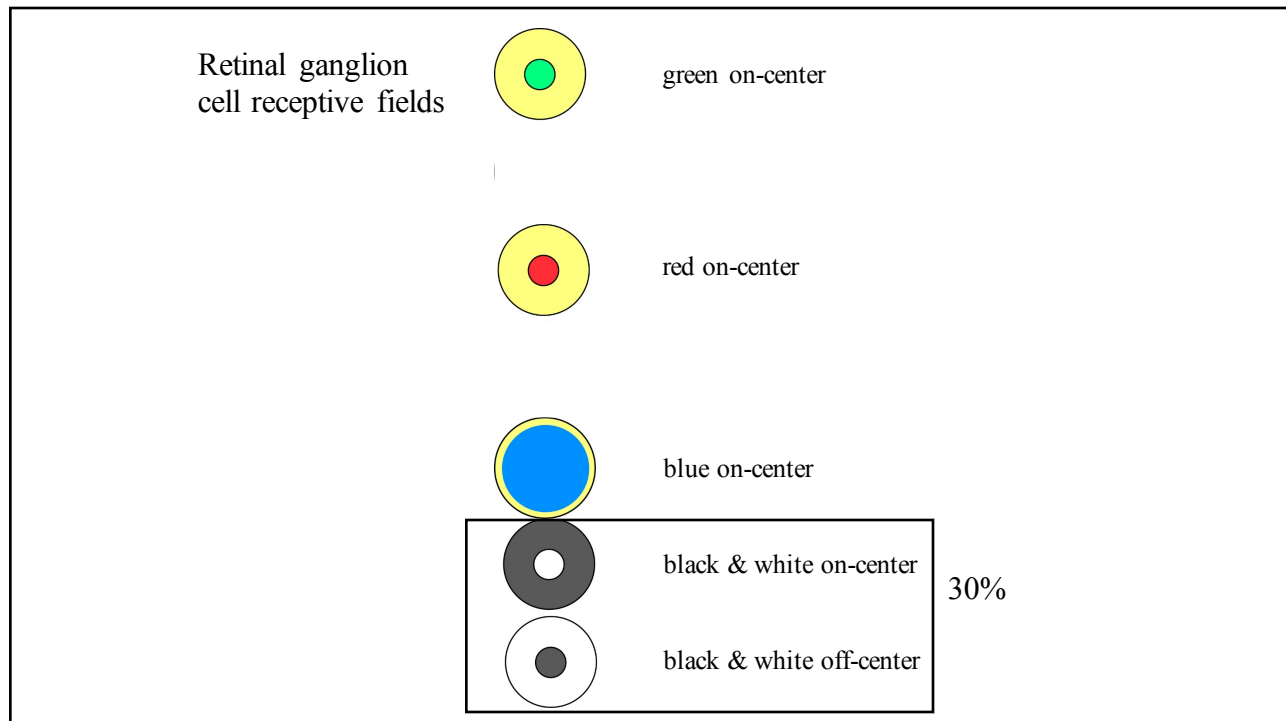 Retinal ganglion
cell receptive fields
green on-center
red on-center
blue on-center
black & white on-center
30%
black & white off-center